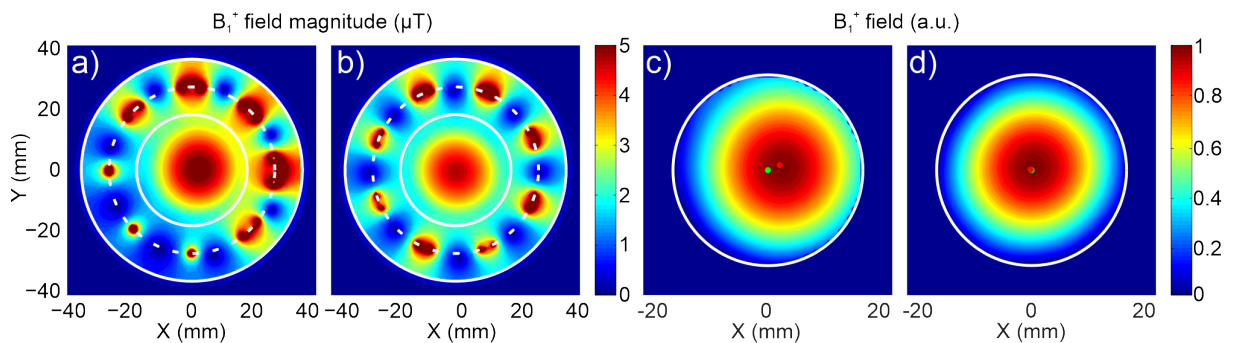 B₁⁺ field magnitude (µT)
B₁⁺ field (a.u.)
a)
b)
c)
d)
Y (mm)
40
20
0
−20
−40
5
4
3
2
1
0
1
0.8
0.6
0.4
0.2
0
−40 −20 0 20 40
−40 −20 0 20 40
-20 0 20
-20 0 22
X (mm)
X (mm)
X (mm)
X (mm)